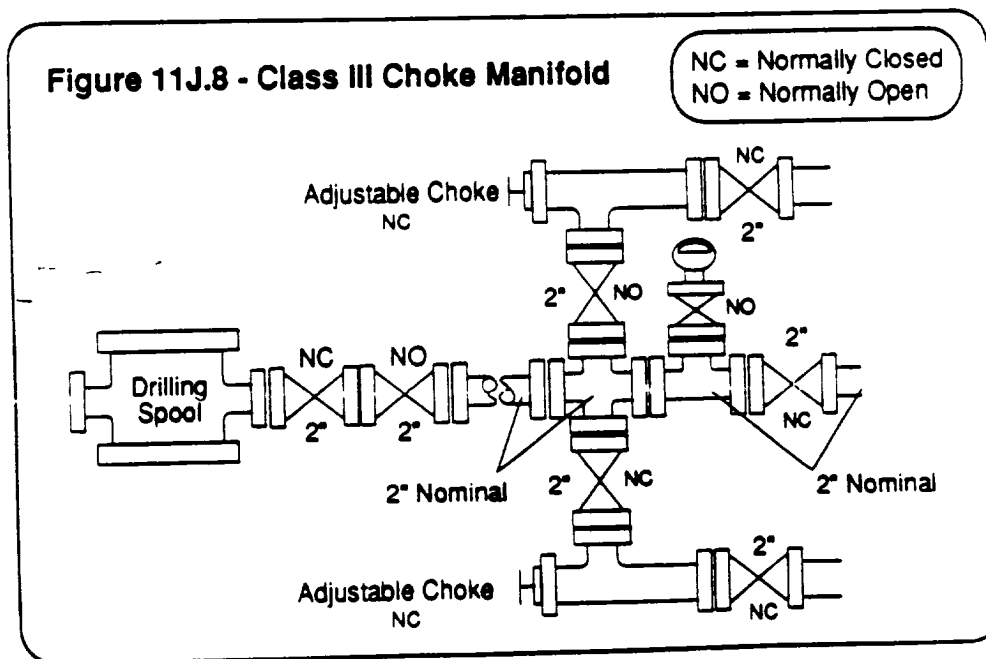 Figure 11J.8 - Class III Choke Manifold
NC = Normally Closed
NO = Normally Open
NC
Adjustable Choke
NC
2"
2"
NO
NO
2"
NC
NO
Drilling
Spool
2"
2"
NC
2" Nominal
2"
NC
2" Nominal
2"
Adjustable Choke
NC
NC